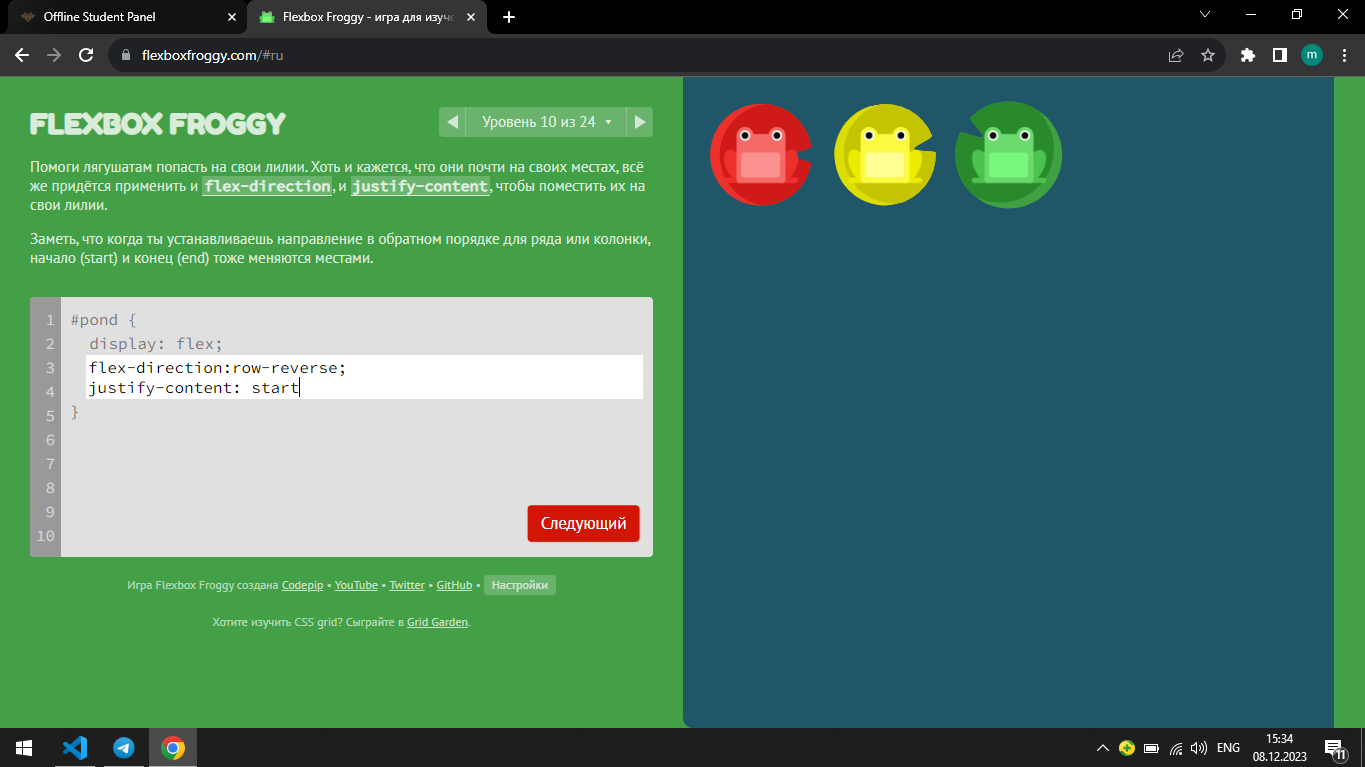 Offline Student Panel
Flexbox Froggy - игра для изуче
flexboxfroggy.com/#ru
m
FLEXBOX FROGGY
Уровень 10 из 24
Помоги лягушатам попасть на свои лилии. Хоть и кажется, что они почти на своих местах, всё
же придётся применить и flex-direction, и justify-content, чтобы поместить их на
свои лилии.
Заметь, что когда ты устанавливаешь направление в обратном порядке для ряда или колонки,
начало (start) и конец (end) тоже меняются местами.
1 #pond {
2 display: flex;
3 flex-direction:row-reverse;
4 justify-content: start
5 }
6
7
8
9
10
Следующий
Игра Flexbox Froggy создана Codepip • YouTube • Twitter • GitHub • Настройки
Хотите изучить CSS grid? Сыграйте в Grid Garden.
ENG
15:34
08.12.2023
11